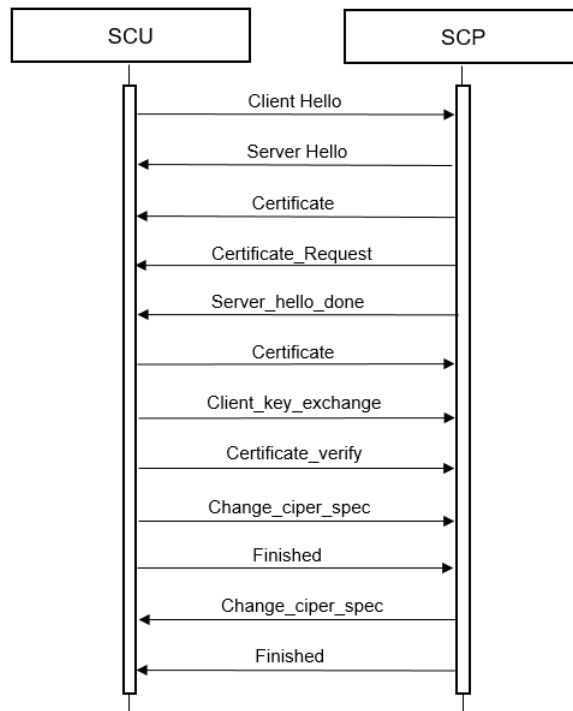 SCU
SCP
Client Hello
Server Hello
Certificate
Certificate_Request
Server_hello_done
Certificate
Client_key_exchange
Certificate_verify
Change_ciper_spec
Finished
Change_ciper_spec
Finished